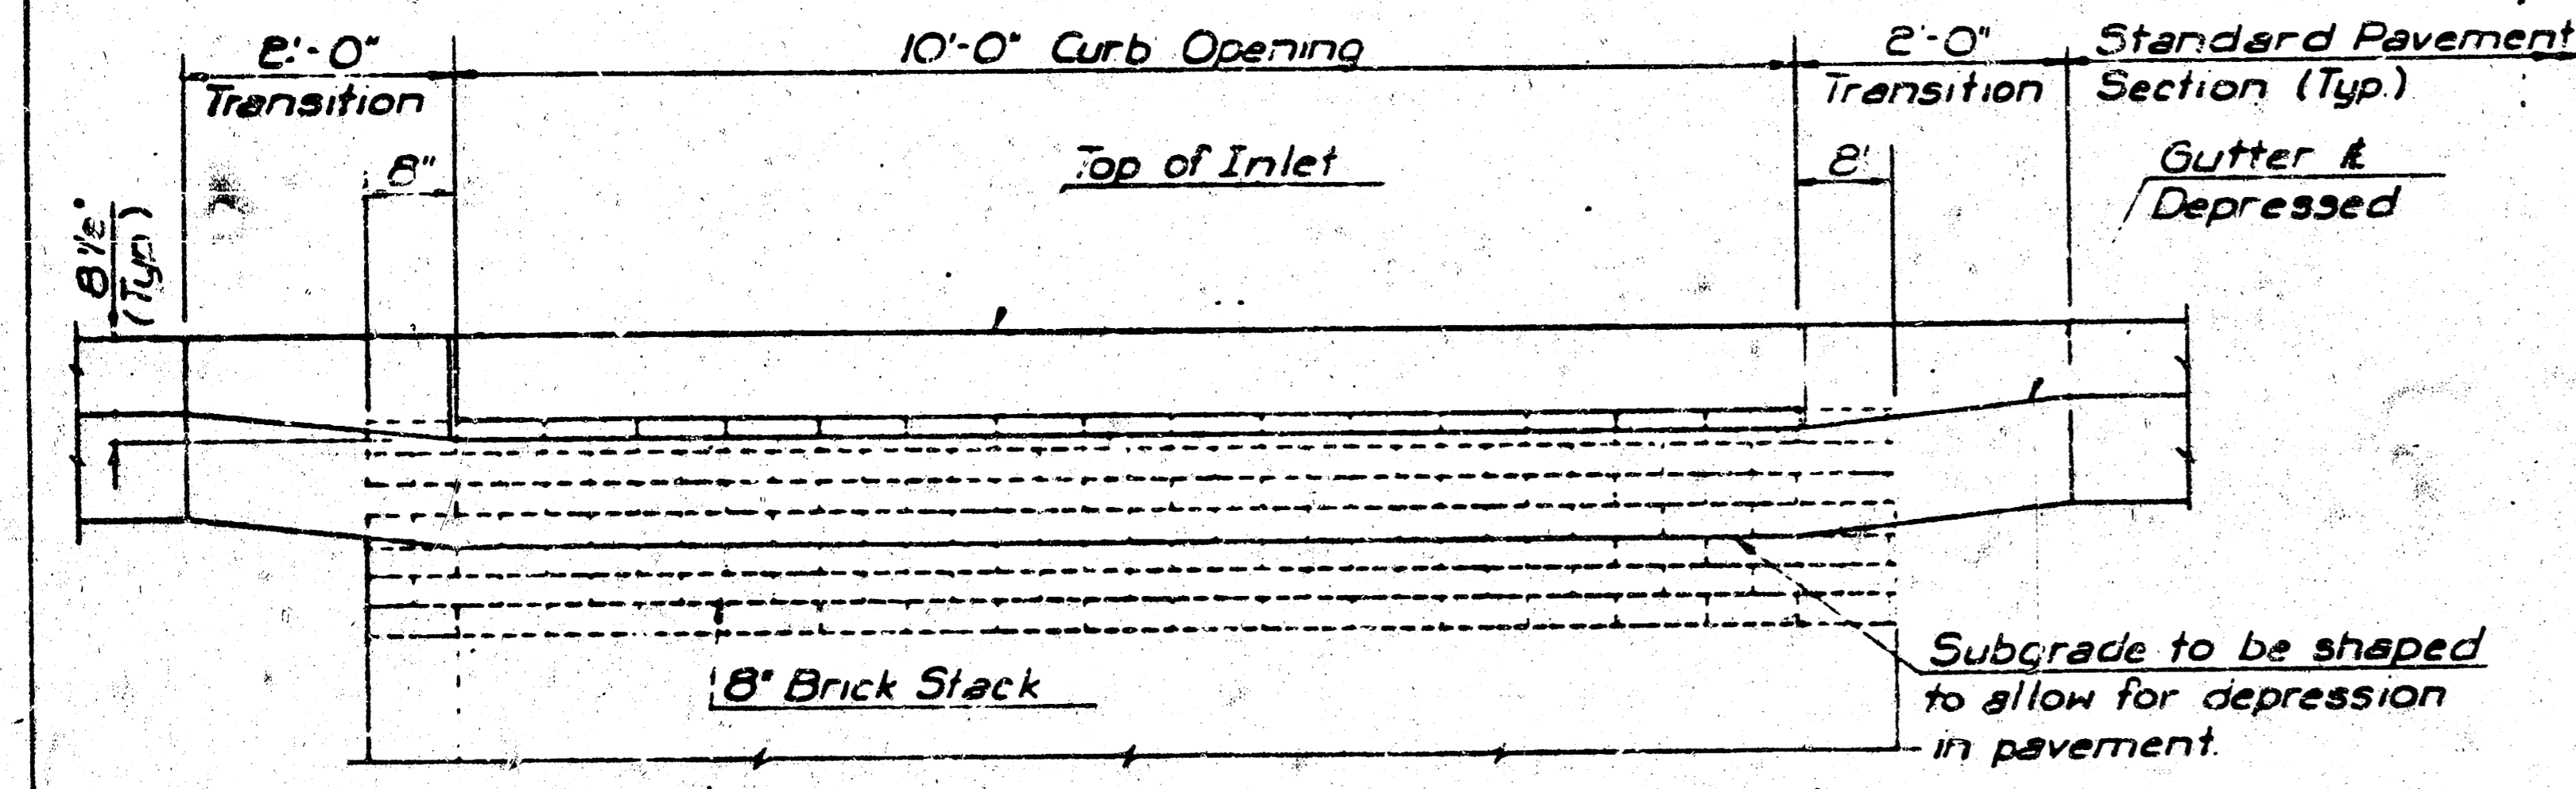 2'-0"
Transition
10'-0" Curb Opening
2'-0"
Transition
Standard Pavement
Section (Typ.)
8"
Top of Inlet
8'
Gutter ℄
Depressed
8½"
(Typ.)
8" Brick Stack
Subgrade to be shaped
to allow for depression
in pavement.